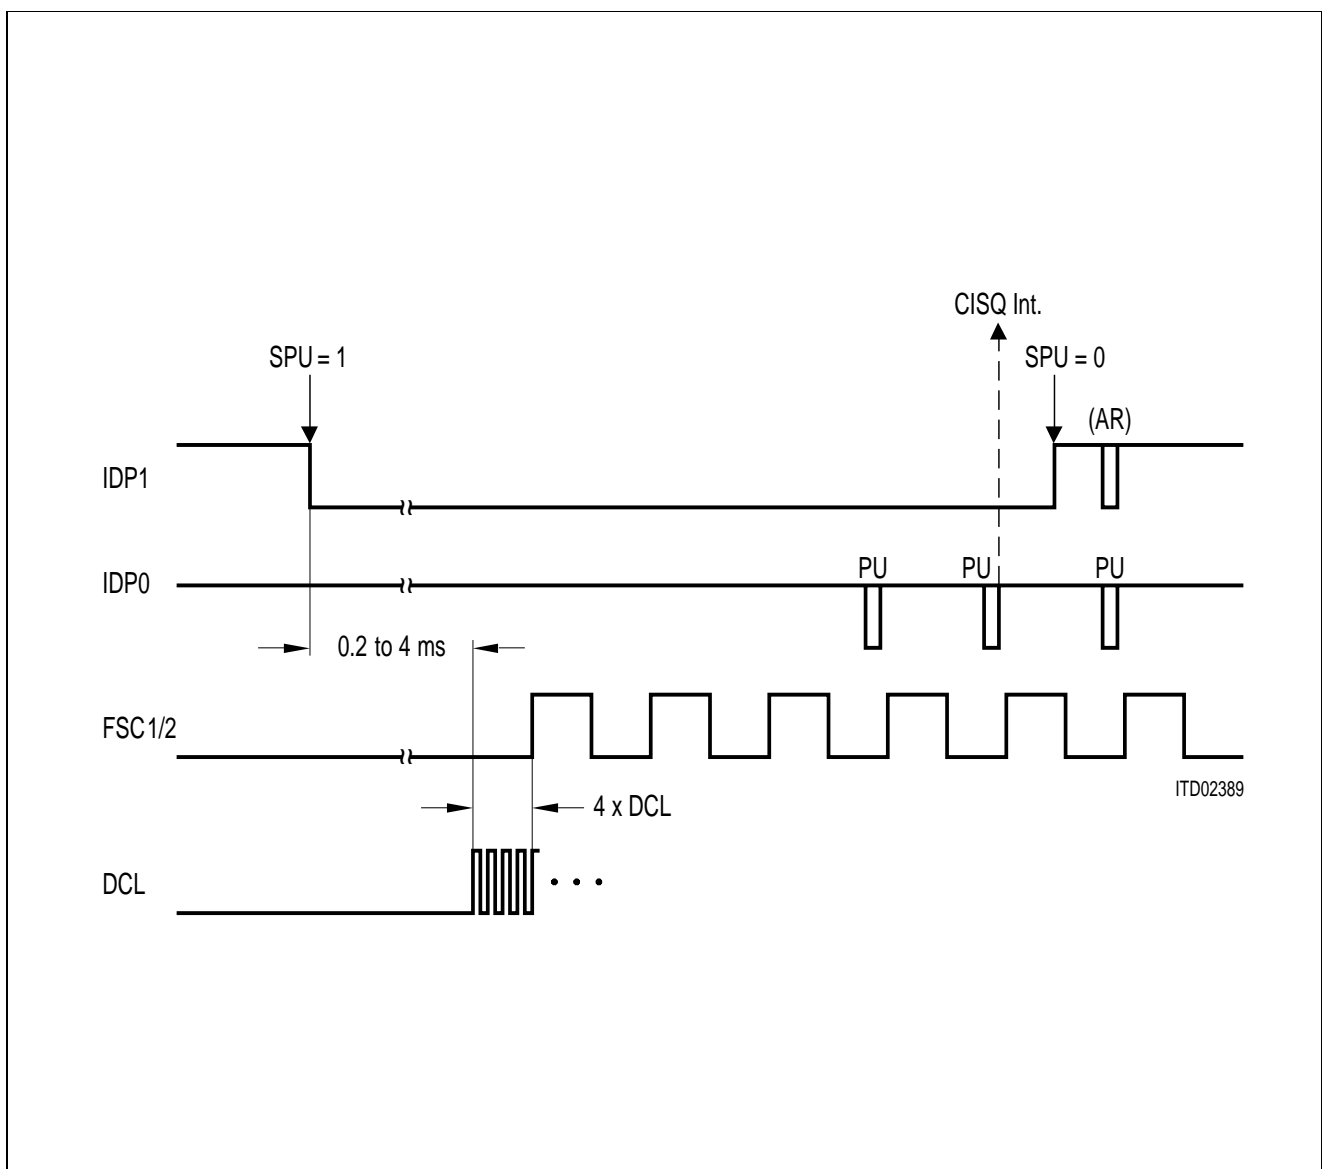 CISQ Int.
SPU = 1
SPU = 0
(AR)
IDP1
IDP0
PU
PU
PU
0.2 to 4 ms
FSC1/2
ITD02389
4 x DCL
DCL